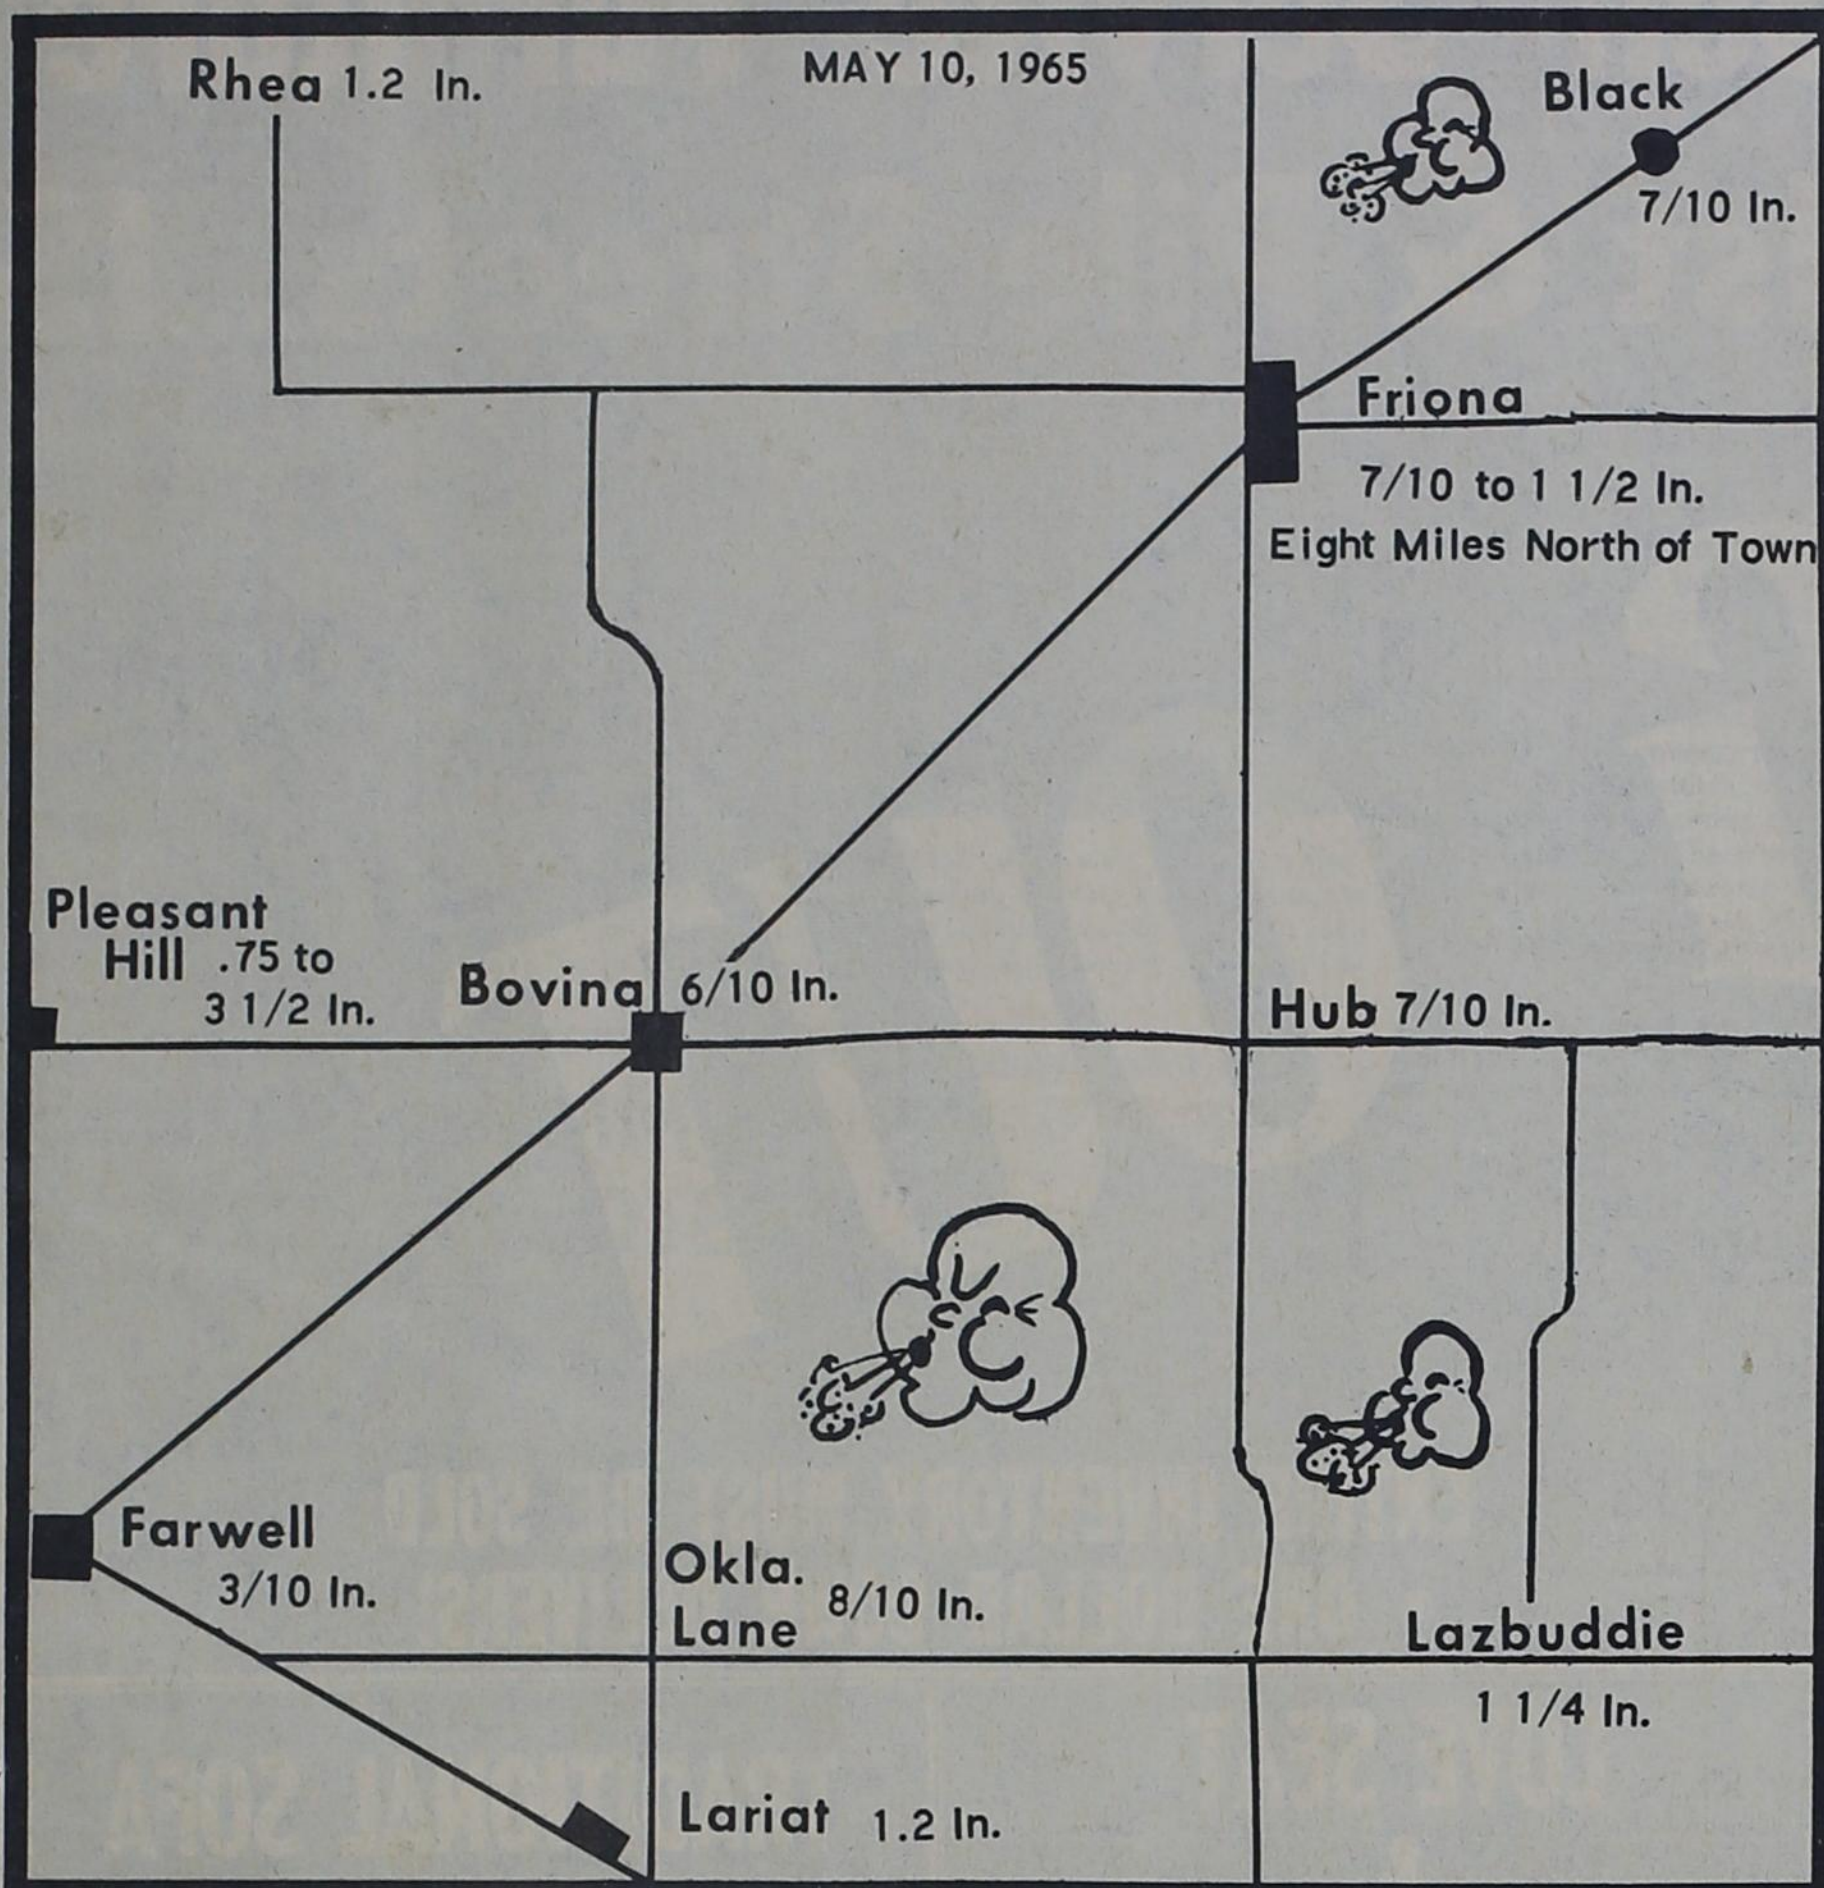 MAY 10, 1965
Rhea 1.2 In.
Black
7/10 In.
Friona
7/10 to 1 1/2 In.
Eight Miles North of Town
Pleasant
Hill .75 to
3 1/2 In.
Bovina 6/10 In.
Hub 7/10 In.
Farwell
3/10 In.
Okla.
Lane 8/10 In.
Lazbuddie
1 1/4 In.
Lariat 1.2 In.